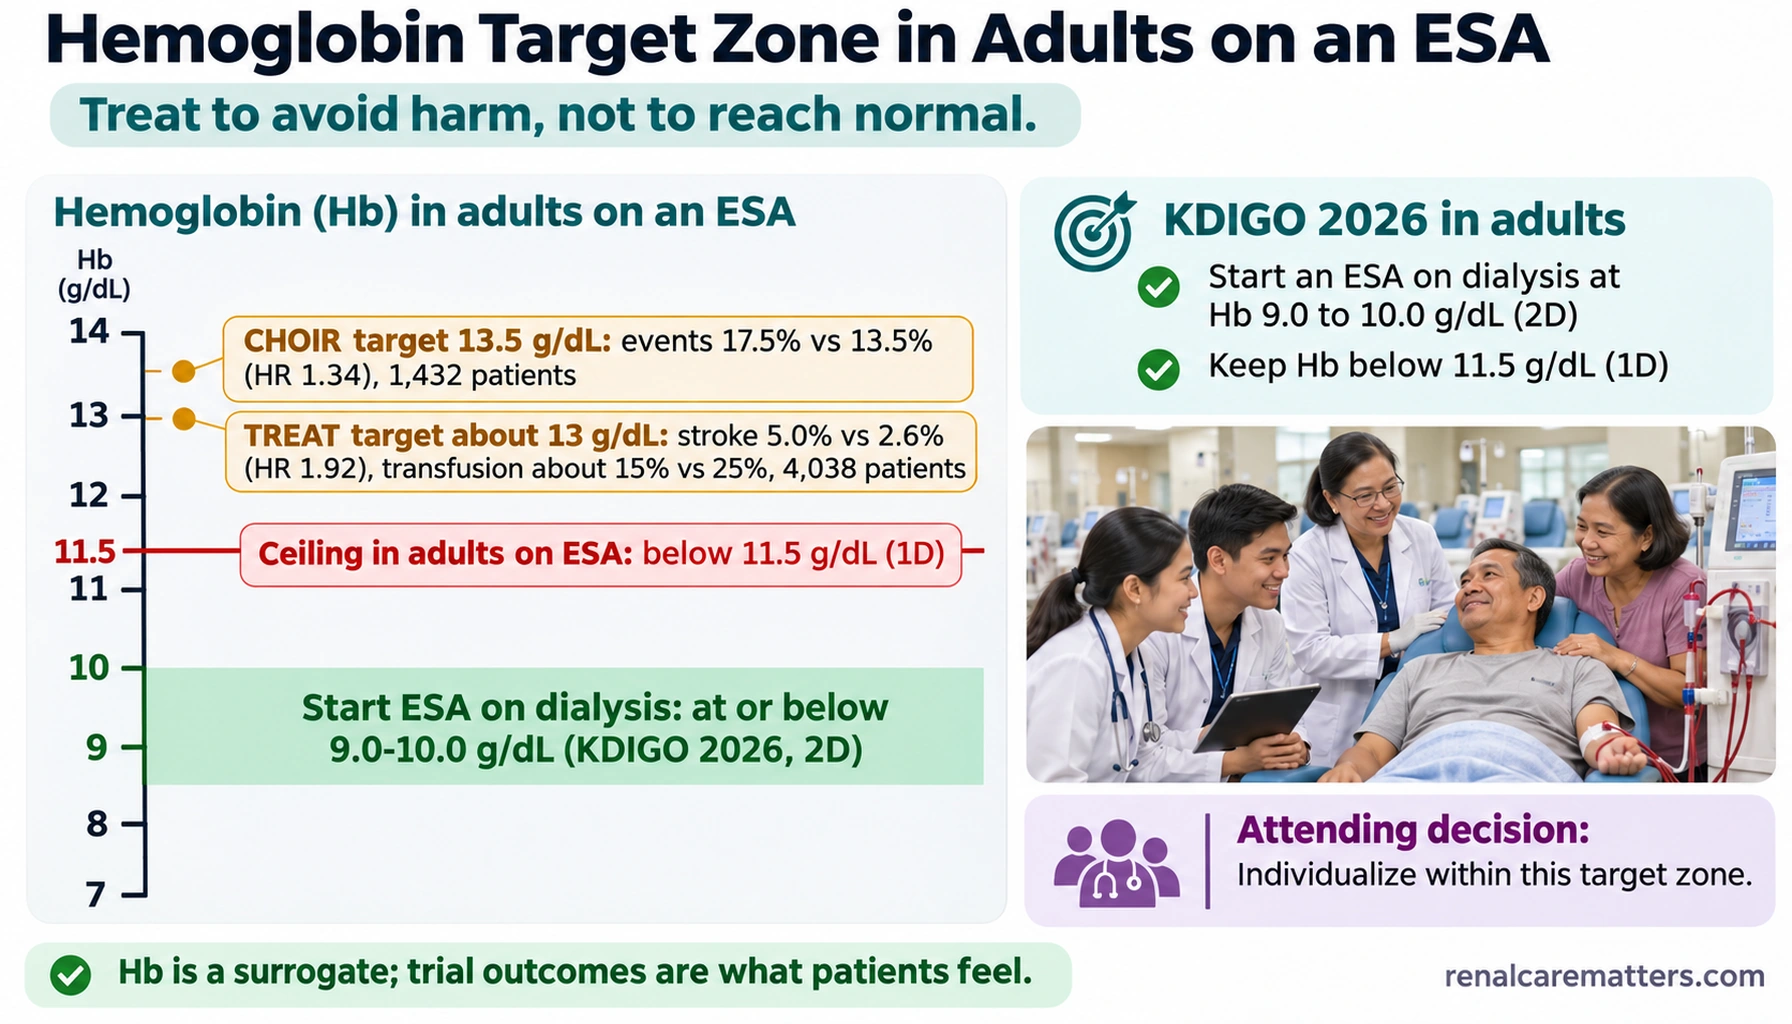 Hemoglobin Target Zone in Adults on an ESA
Treat to avoid harm, not to reach normal.
Hemoglobin (Hb) in adults on an ESA
Hb
(g/dL)
14
CHOIR target 13.5 g/dL: events 17.5% vs 13.5%
(HR 1.34), 1,432 patients
13
TREAT target about 13 g/dL: stroke 5.0% vs 2.6%
(HR 1.92), transfusion about 15% vs 25%, 4,038 patients
12
11.5
Ceiling in adults on ESA: below 11.5 g/dL (1D)
11
10
Start ESA on dialysis: at or below
9.0-10.0 g/dL (KDIGO 2026, 2D)
9
8
7
KDIGO 2026 in adults
Start an ESA on dialysis at
Hb 9.0 to 10.0 g/dL (2D)
Keep Hb below 11.5 g/dL (1D)
Attending decision:
Individualize within this target zone.
Hb is a surrogate; trial outcomes are what patients feel.
renalcarematters.com